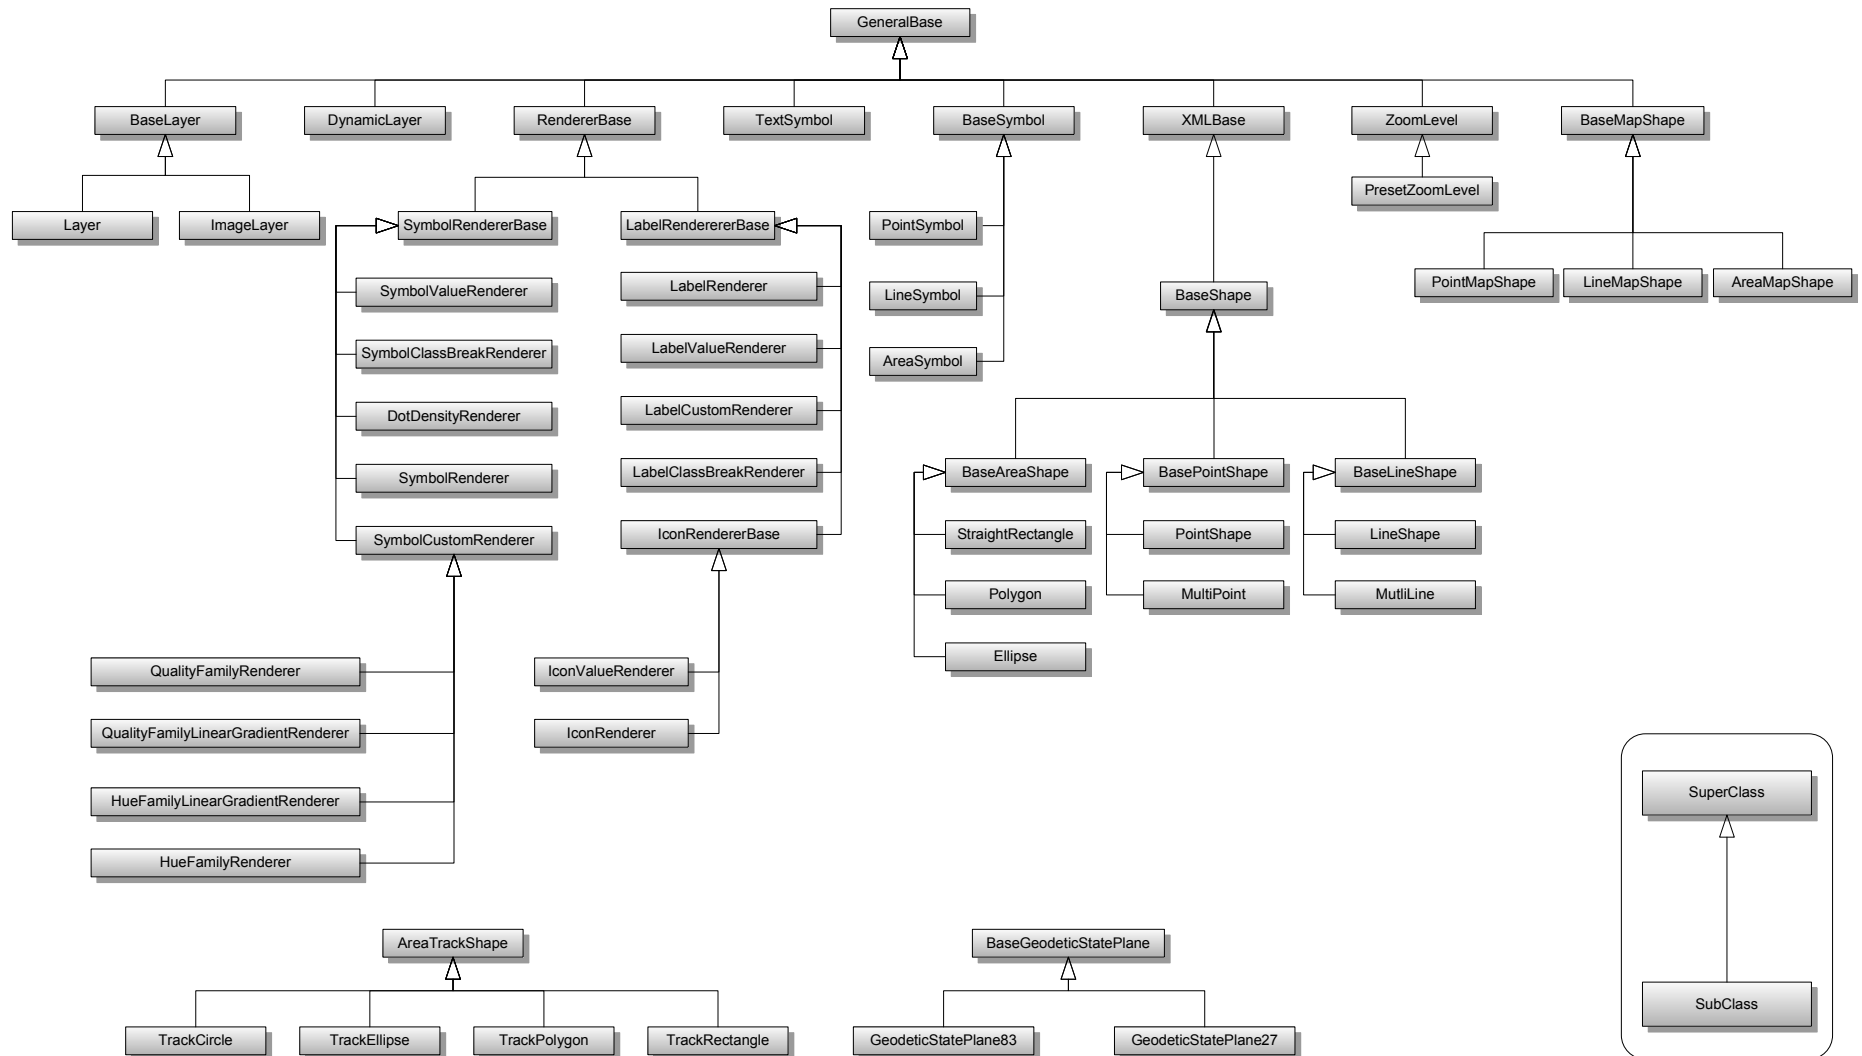 GeneralBase
BaseLayer
DynamicLayer
RendererBase
TextSymbol
BaseSymbol
XMLBase
ZoomLevel
BaseMapShape
PresetZoomLevel
Layer
ImageLayer
SymbolRendererBase
LabelRendererBase
PointSymbol
SymbolValueRenderer
LabelRenderer
LineSymbol
BaseShape
PointMapShape
LineMapShape
AreaMapShape
SymbolClassBreakRenderer
LabelValueRenderer
AreaSymbol
DotDensityRenderer
LabelCustomRenderer
SymbolRenderer
LabelClassBreakRenderer
BaseAreaShape
BasePointShape
BaseLineShape
SymbolCustomRenderer
IconRendererBase
StraightRectangle
PointShape
LineShape
Polygon
MultiPoint
MutliLine
Ellipse
QualityFamilyRenderer
IconValueRenderer
QualityFamilyLinearGradientRenderer
IconRenderer
HueFamilyLinearGradientRenderer
HueFamilyRenderer
SuperClass
SubClass
AreaTrackShape
BaseGeodeticStatePlane
TrackCircle
TrackEllipse
TrackPolygon
TrackRectangle
GeodeticStatePlane83
GeodeticStatePlane27